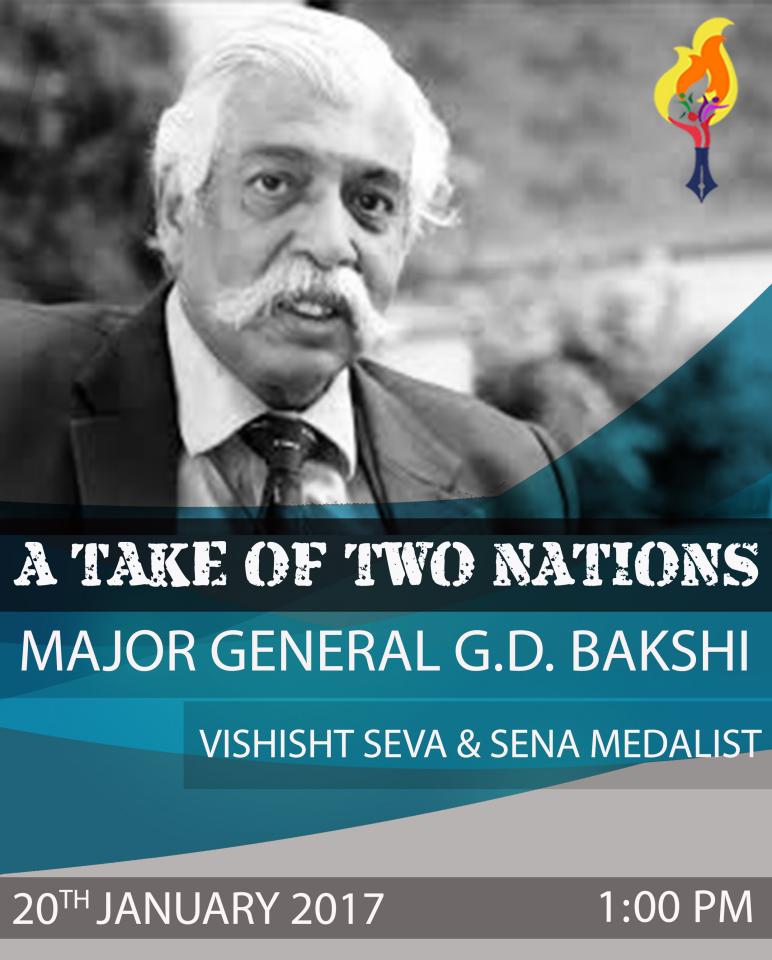 A TAKE OF TWO NATIONS
MAJOR GENERAL G.D. BAKSHI
VISHISHT SEVA & SENA MEDALIST
20TH JANUARY 2017
1:00 PM